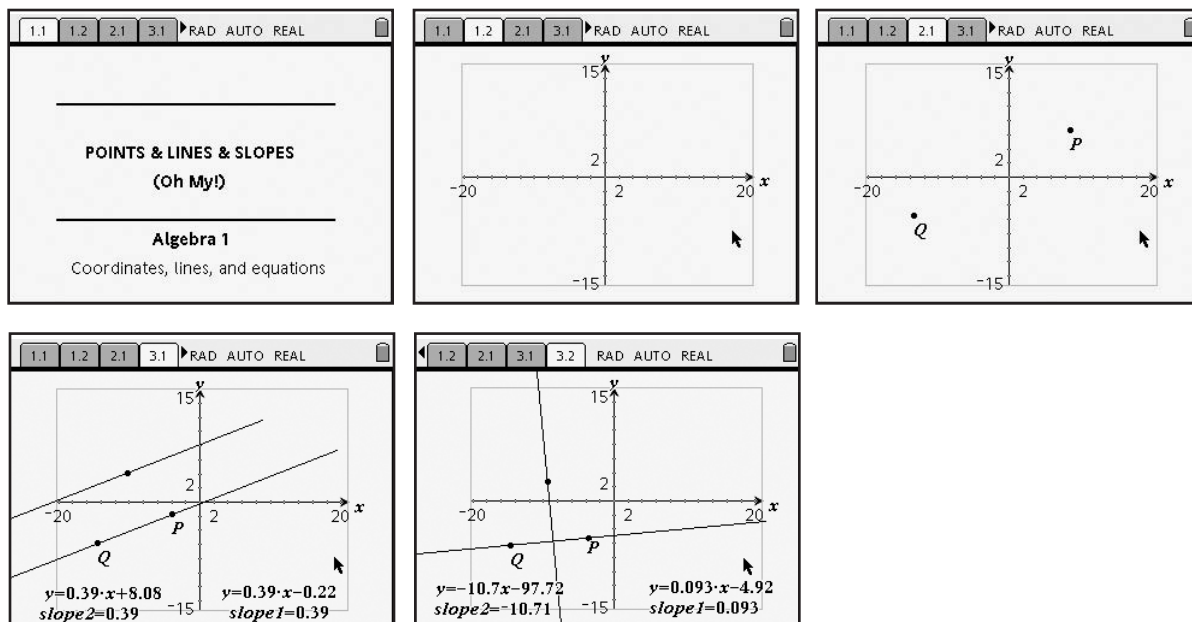 1.1 1.2 2.1 3.1 RAD AUTO REAL
POINTS & LINES & SLOPES
(Oh My!)
Algebra 1
Coordinates, lines, and equations
1.1 1.2 2.1 3.1 RAD AUTO REAL
y
15
2
-20 2 20 x
-15
1.1 1.2 2.1 3.1 RAD AUTO REAL
y
15
P
2
-20 2 20 x
Q
-15
1.1 1.2 2.1 3.1 RAD AUTO REAL
y
15
2
-20 2 20 x
P
Q
y=0.39·x+8.08 y=0.39·x−0.22
slope2=0.39 -15 slope1=0.39
1.2 2.1 3.1 3.2 RAD AUTO REAL
y
15
2
-20 2 20 x
Q P
y=−10.7x−97.72 y=0.093·x−4.92
slope2=-10.71 -15 slope1=0.093